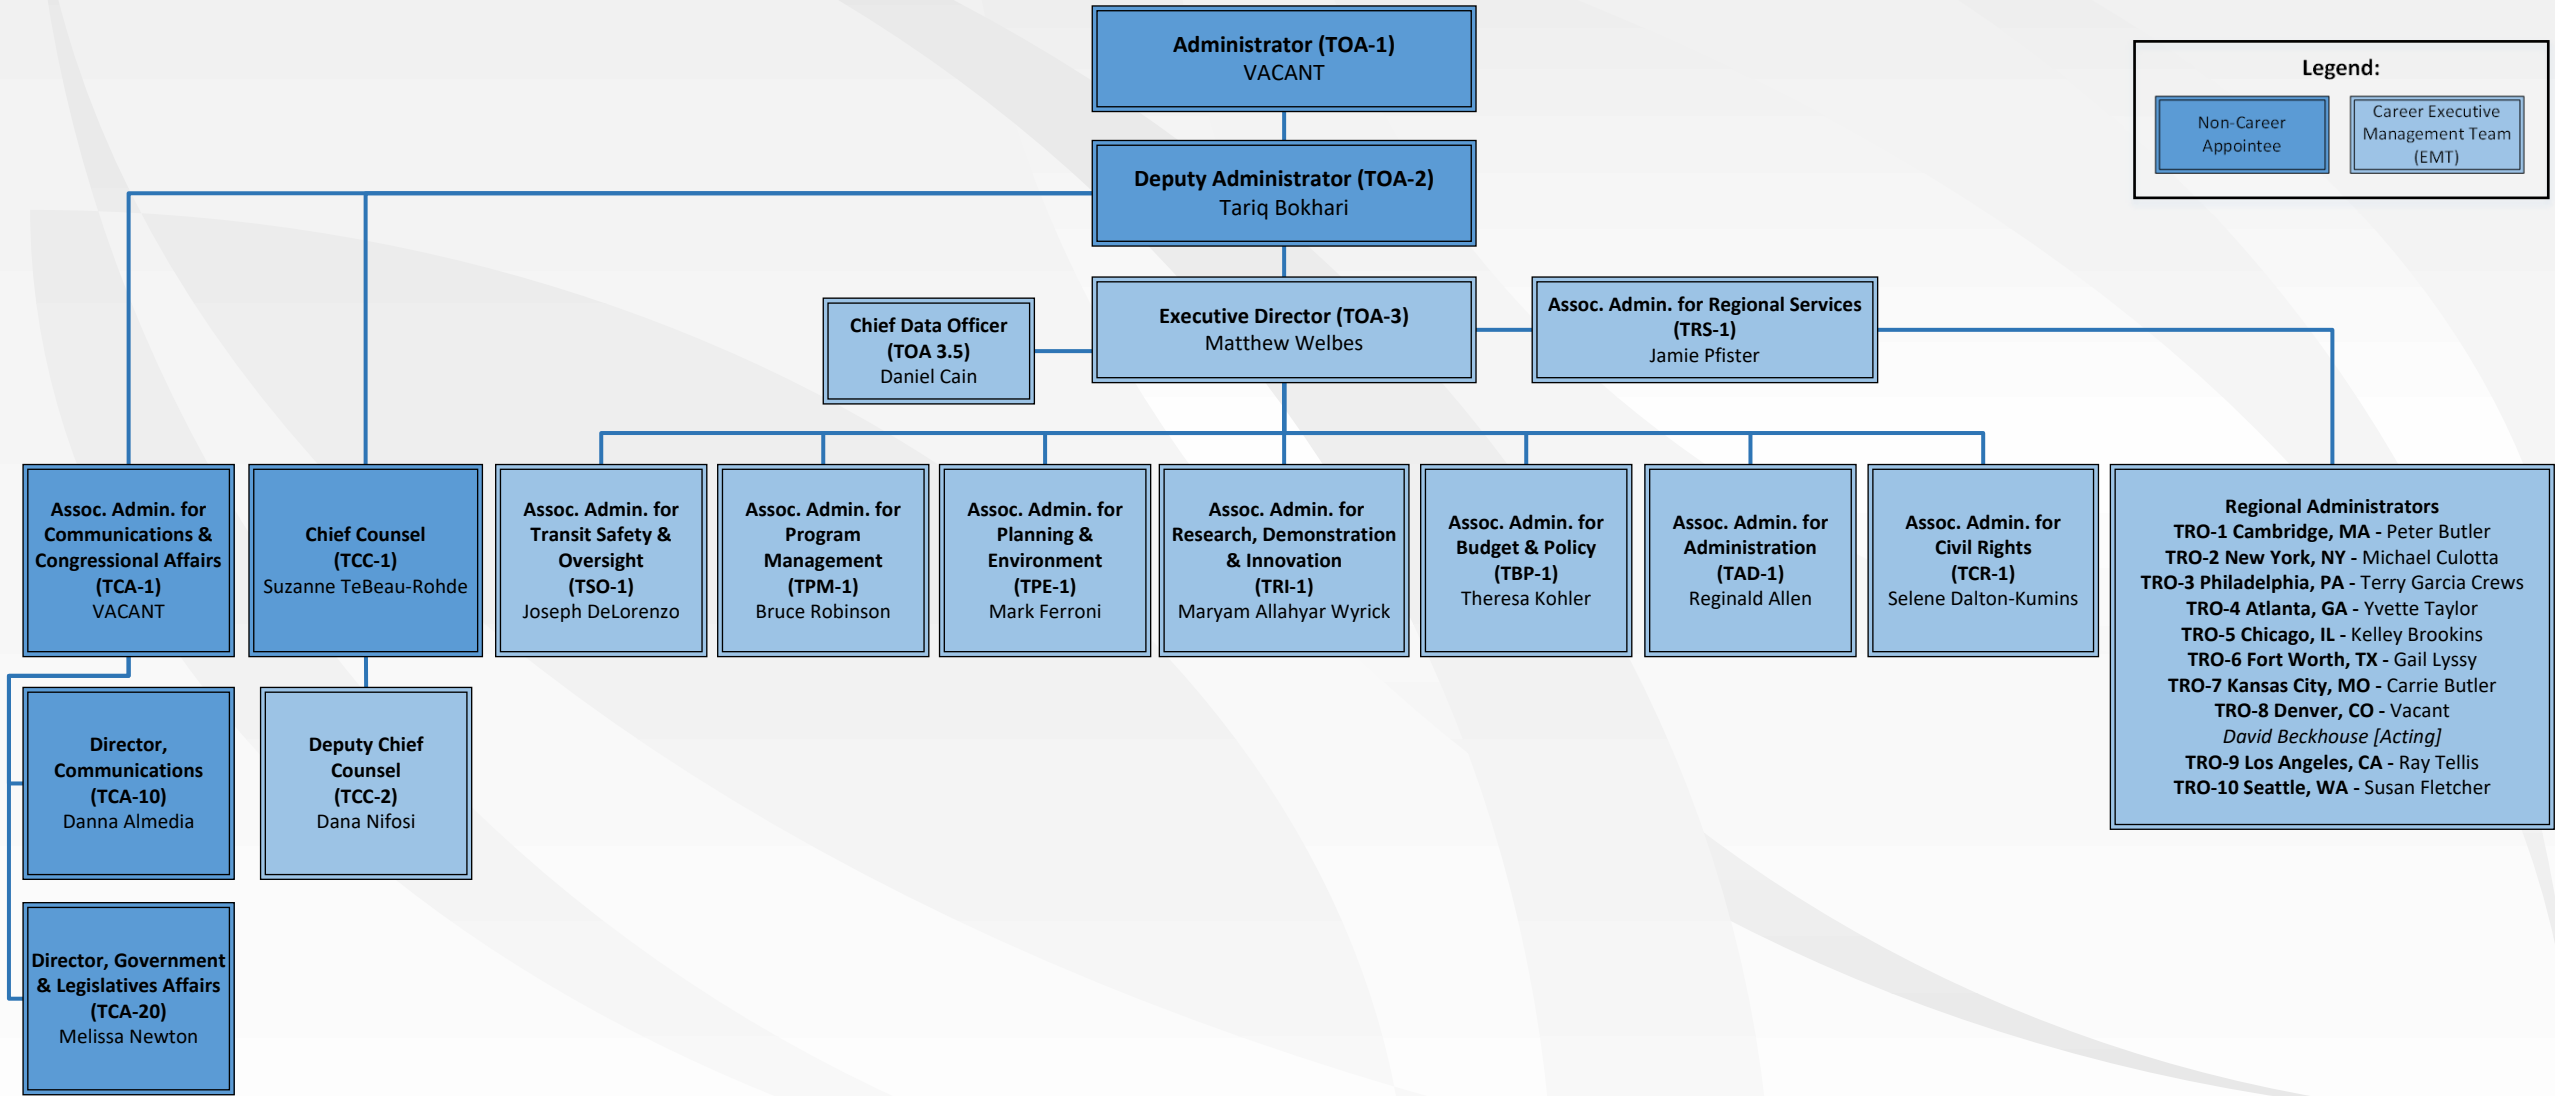 Administrator (TOA-1)
VACANT
Legend:
Non-Career
Appointee
Career Executive
Management Team
(EMT)
Deputy Administrator (TOA-2)
Tariq Bokhari
Chief Data Officer
(TOA 3.5)
Daniel Cain
Executive Director (TOA-3)
Matthew Welbes
Assoc. Admin. for Regional Services
(TRS-1)
Jamie Pfister
Assoc. Admin. for
Communications &
Congressional Affairs
(TCA-1)
VACANT
Chief Counsel
(TCC-1)
Suzanne TeBeau-Rohde
Assoc. Admin. for
Transit Safety &
Oversight
(TSO-1)
Joseph DeLorenzo
Assoc. Admin. for
Program
Management
(TPM-1)
Bruce Robinson
Assoc. Admin. for
Planning &
Environment
(TPE-1)
Mark Ferroni
Assoc. Admin. for
Research, Demonstration
& Innovation
(TRI-1)
Maryam Allahyar Wyrick
Assoc. Admin. for
Budget & Policy
(TBP-1)
Theresa Kohler
Assoc. Admin. for
Administration
(TAD-1)
Reginald Allen
Assoc. Admin. for
Civil Rights
(TCR-1)
Selene Dalton-Kumins
Regional Administrators
TRO-1 Cambridge, MA - Peter Butler
TRO-2 New York, NY - Michael Culotta
TRO-3 Philadelphia, PA - Terry Garcia Crews
TRO-4 Atlanta, GA - Yvette Taylor
TRO-5 Chicago, IL - Kelley Brookins
TRO-6 Fort Worth, TX - Gail Lyssy
TRO-7 Kansas City, MO - Carrie Butler
TRO-8 Denver, CO - Vacant
David Beckhouse [Acting]
TRO-9 Los Angeles, CA - Ray Tellis
TRO-10 Seattle, WA - Susan Fletcher
Director,
Communications
(TCA-10)
Danna Almedia
Deputy Chief
Counsel
(TCC-2)
Dana Nifosi
Director, Government
& Legislatives Affairs
(TCA-20)
Melissa Newton